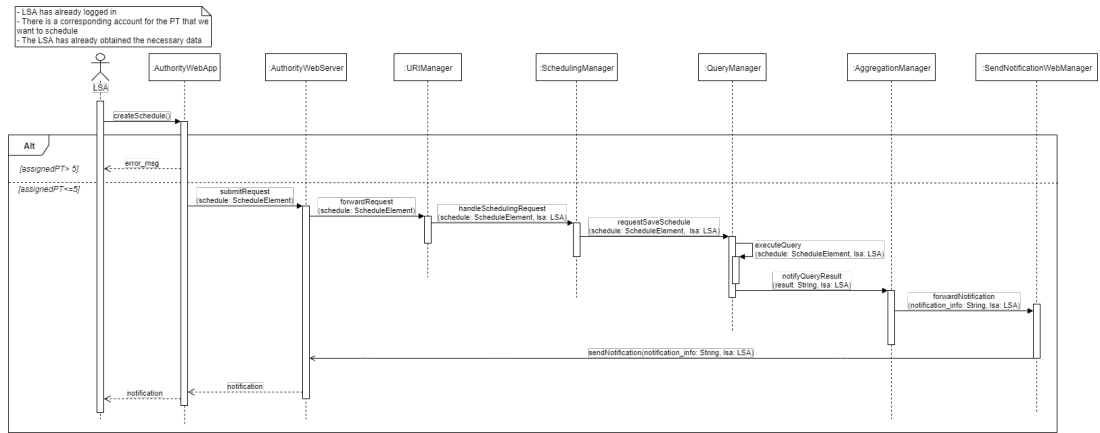 - LSA has already logged in
- There is a corresponding account for the PT that we
want to schedule
- The LSA has already obtained the necessary data
LSA
:AuthorityWebApp
:AuthorityWebServer
:URIManager
:SchedulingManager
:QueryManager
:AggregationManager
:SendNotificationWebManager
createSchedule()
Alt
[assignedPT> 5]
error_msg
[assignedPT<=5]
submitRequest
(schedule: ScheduleElement)
forwardRequest
(schedule: ScheduleElement)
handleSchedulingRequest
(schedule: ScheduleElement, lsa: LSA)
requestSaveSchedule
(schedule: ScheduleElement, lsa: LSA)
executeQuery
(schedule: ScheduleElement, lsa: LSA)
notifyQueryResult
(result: String, lsa: LSA)
forwardNotification
(notification_info: String, lsa: LSA)
sendNotification(notification_info: String, lsa: LSA)
notification
notification